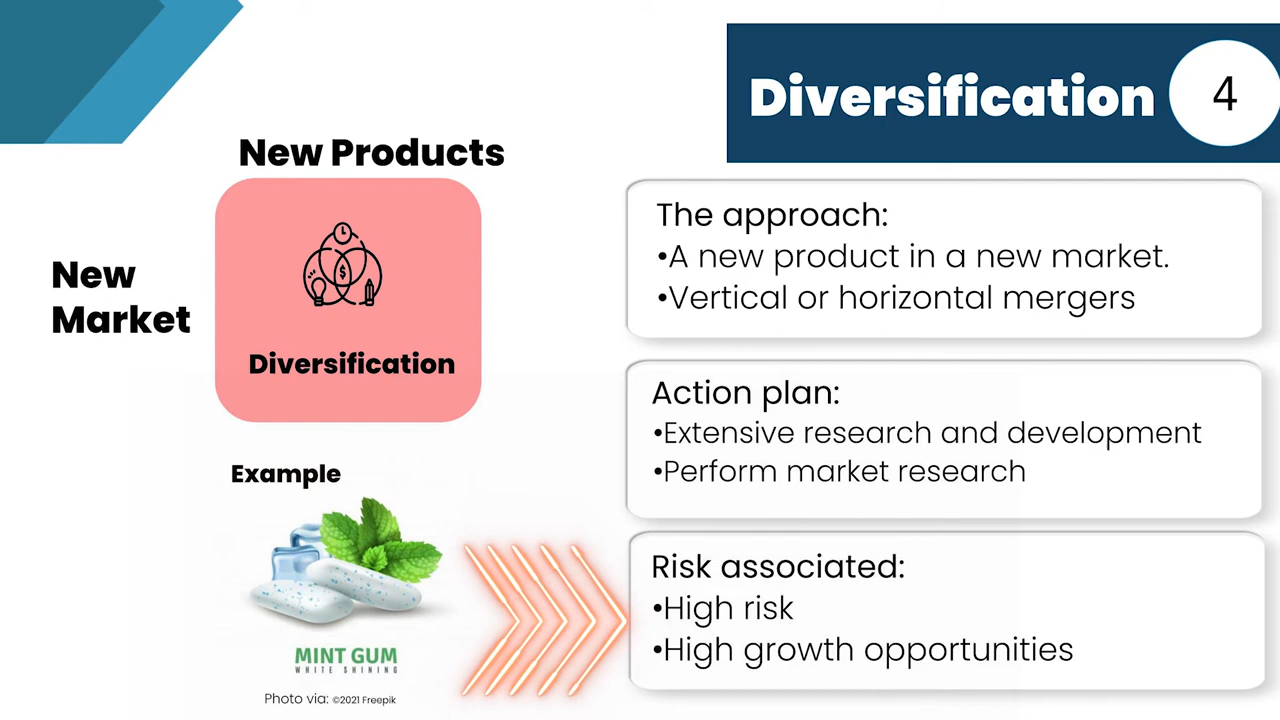 Diversification
4
New Products
New
Market
$
Diversification
The approach:
•A new product in a new market.
•Vertical or horizontal mergers
Action plan:
•Extensive research and development
•Perform market research
Example
MINT GUM
WHITE SHINING
Photo via: ©2021 Freepik
Risk associated:
•High risk
•High growth opportunities